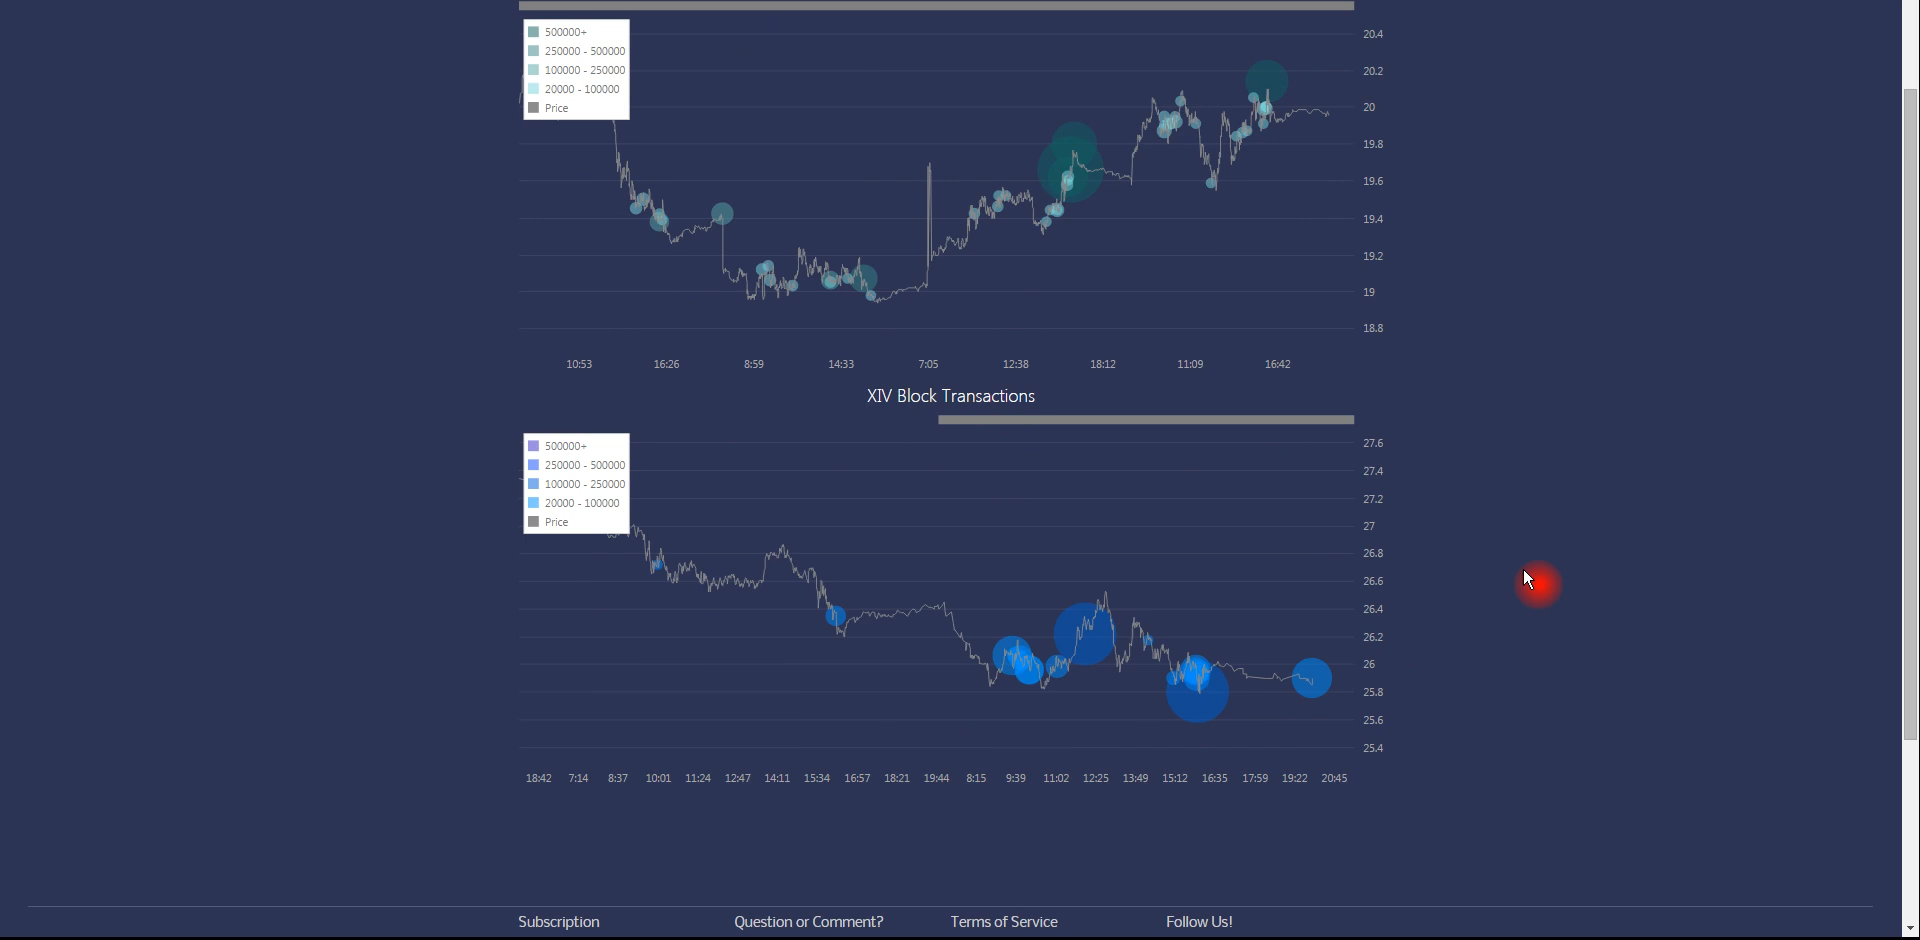 500000+
250000 - 500000
100000 - 250000
20000 - 100000
Price
20.4
20.2
20
19.8
19.6
19.4
19.2
19
18.8
10:53 16:26 8:59 14:33 7:05 12:38 18:12 11:09 16:42
XIV Block Transactions
500000+
250000 - 500000
100000 - 250000
20000 - 100000
Price
27.6
27.4
27.2
27
26.8
26.6
26.4
26.2
26
25.8
25.6
25.4
18:42 7:14 8:37 10:01 11:24 12:47 14:11 15:34 16:57 18:21 19:44 8:15 9:39 11:02 12:25 13:49 15:12 16:35 17:59 19:22 20:45
Subscription Question or Comment? Terms of Service Follow Us!